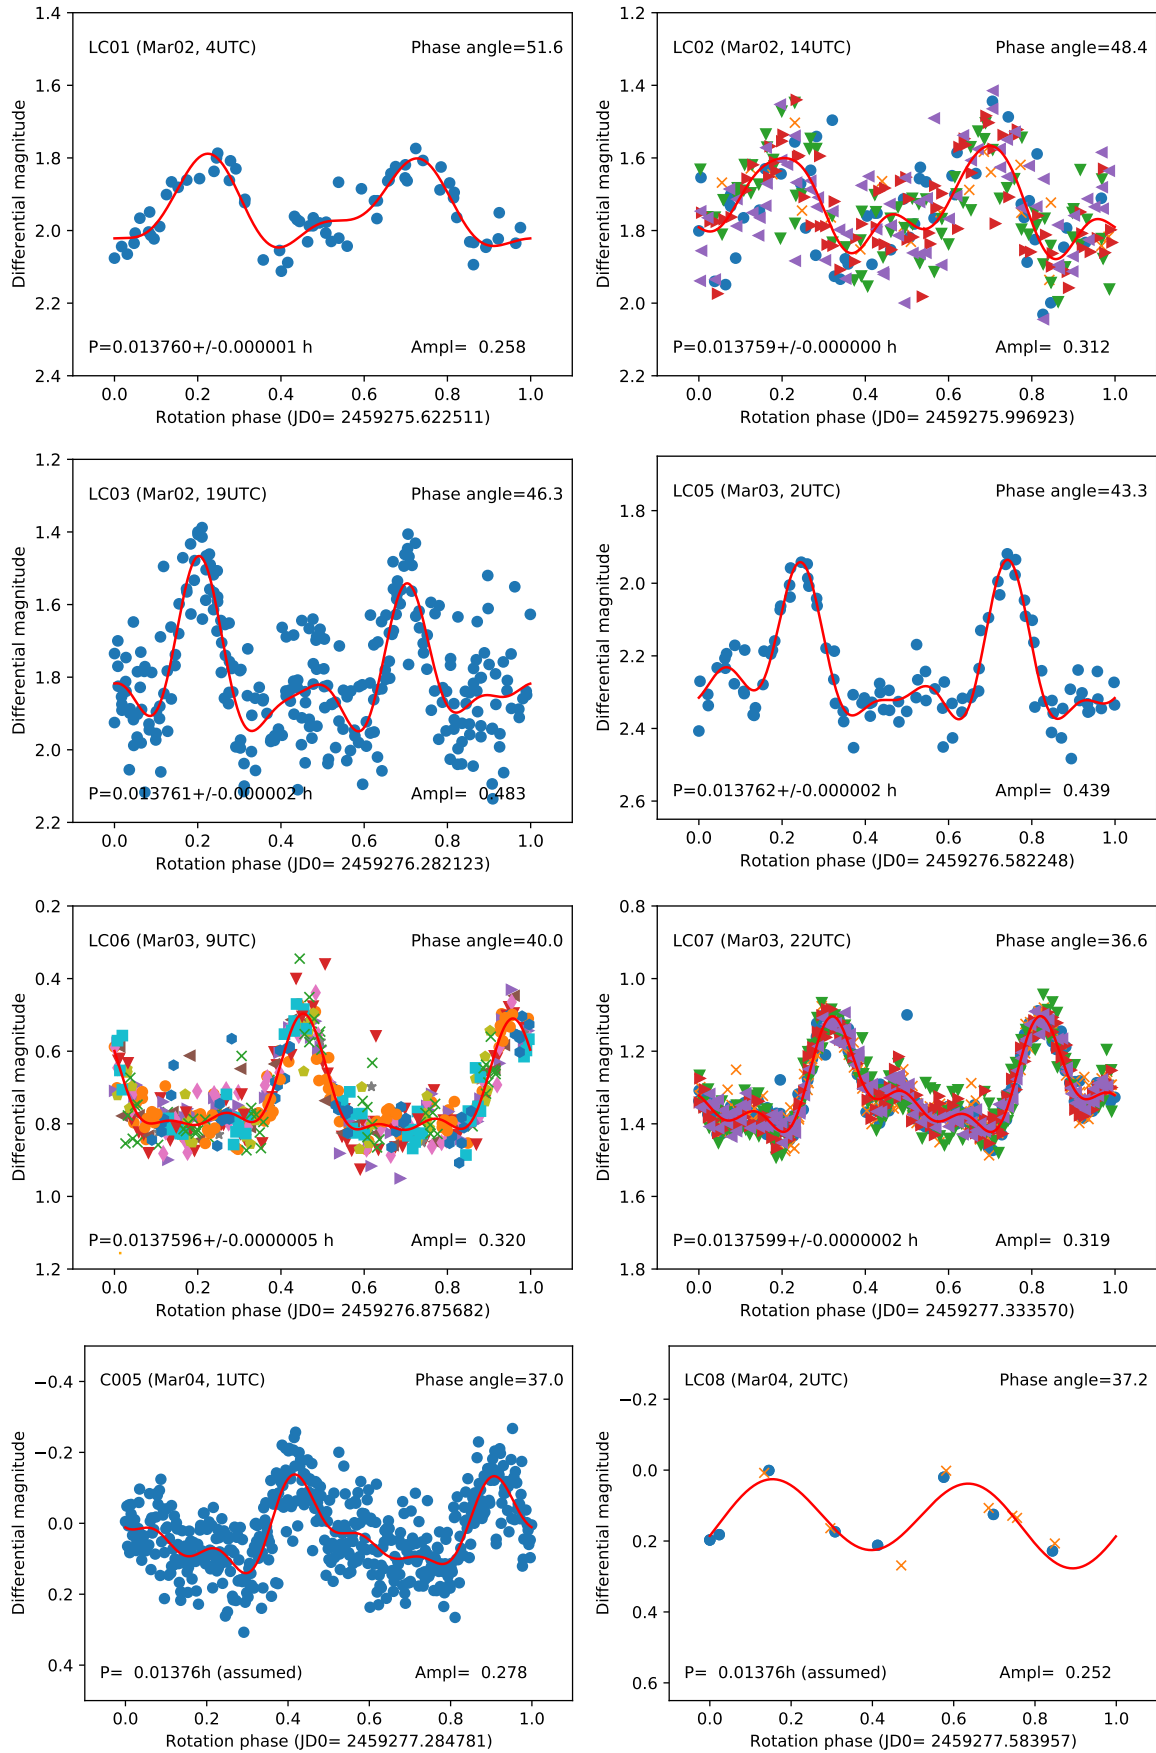 LC01 (Mar02, 4UTC) Phase angle=51.6
1.4
1.6
1.8
2.0
2.2
2.4
Differential magnitude
P=0.013760+/-0.000001 h Ampl= 0.258
0.0 0.2 0.4 0.6 0.8 1.0
Rotation phase (JD0= 2459275.622511)
LC02 (Mar02, 14UTC) Phase angle=48.4
1.2
1.4
1.6
1.8
2.0
2.2
Differential magnitude
P=0.013759+/-0.000000 h Ampl= 0.312
0.0 0.2 0.4 0.6 0.8 1.0
Rotation phase (JD0= 2459275.996923)
LC03 (Mar02, 19UTC) Phase angle=46.3
1.2
1.4
1.6
1.8
2.0
2.2
Differential magnitude
P=0.013761+/-0.000002 h Ampl= 0.483
0.0 0.2 0.4 0.6 0.8 1.0
Rotation phase (JD0= 2459276.282123)
LC05 (Mar03, 2UTC) Phase angle=43.3
1.8
2.0
2.2
2.4
2.6
Differential magnitude
P=0.013762+/-0.000002 h Ampl= 0.439
0.0 0.2 0.4 0.6 0.8 1.0
Rotation phase (JD0= 2459276.582248)
LC06 (Mar03, 9UTC) Phase angle=40.0
0.2
0.4
0.6
0.8
1.0
1.2
Differential magnitude
P=0.0137596+/-0.0000005 h Ampl= 0.320
0.0 0.2 0.4 0.6 0.8 1.0
Rotation phase (JD0= 2459276.875682)
LC07 (Mar03, 22UTC) Phase angle=36.6
0.8
1.0
1.2
1.4
1.6
1.8
Differential magnitude
P=0.0137599+/-0.0000002 h Ampl= 0.319
0.0 0.2 0.4 0.6 0.8 1.0
Rotation phase (JD0= 2459277.333570)
C005 (Mar04, 1UTC) Phase angle=37.0
−0.4
−0.2
0.0
0.2
0.4
Differential magnitude
P= 0.01376h (assumed) Ampl= 0.278
0.0 0.2 0.4 0.6 0.8 1.0
Rotation phase (JD0= 2459277.284781)
LC08 (Mar04, 2UTC) Phase angle=37.2
−0.2
0.0
0.2
0.4
0.6
Differential magnitude
P= 0.01376h (assumed) Ampl= 0.252
0.0 0.2 0.4 0.6 0.8 1.0
Rotation phase (JD0= 2459277.583957)